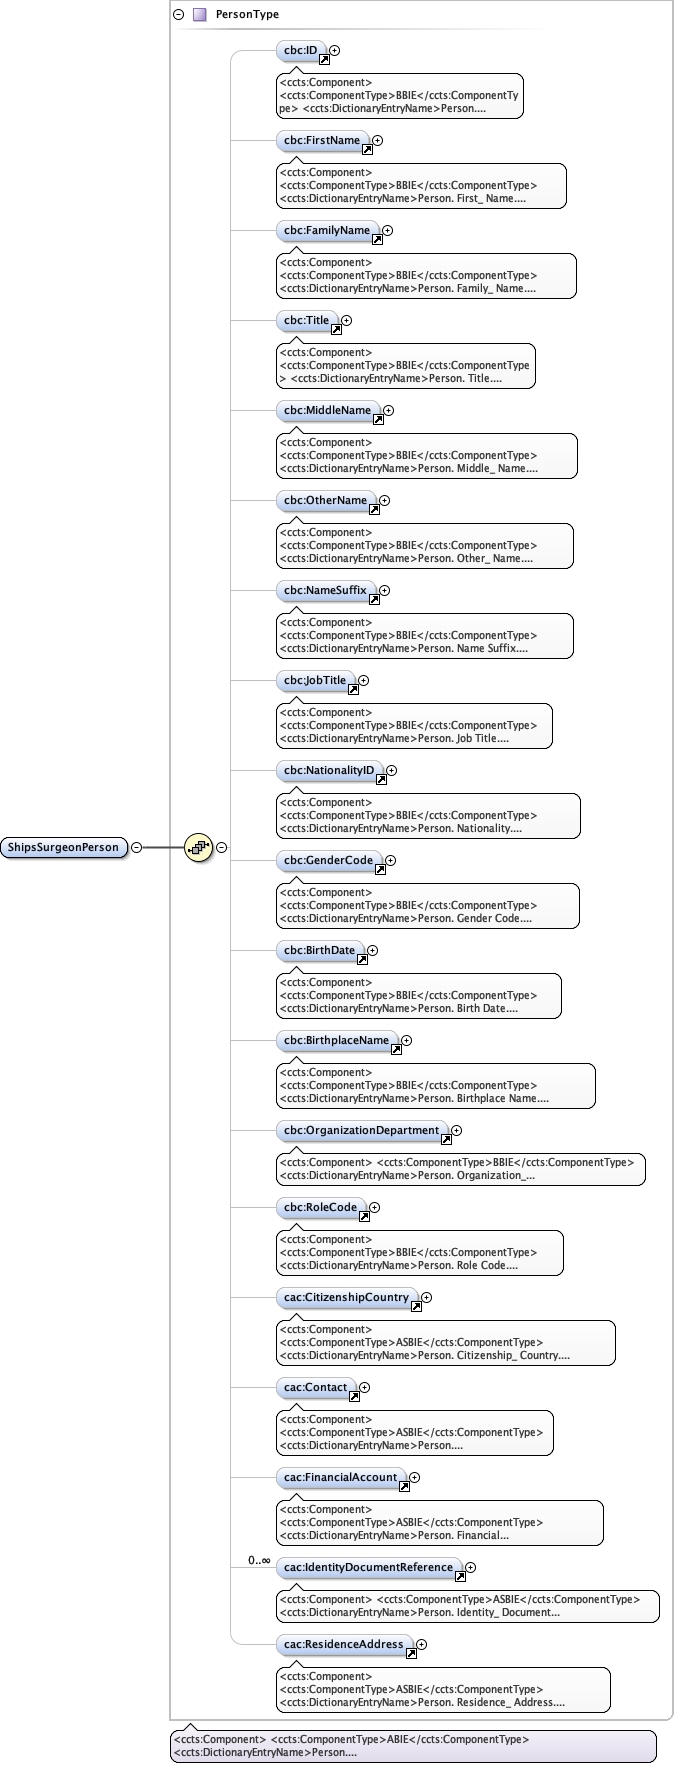 PersonType
cbc:ID
<ccts:Component>
<ccts:ComponentType>BBIE</ccts:ComponentTy
pe> <ccts:DictionaryEntryName>Person....
cbc:FirstName
<ccts:Component>
<ccts:ComponentType>BBIE</ccts:ComponentType>
<ccts:DictionaryEntryName>Person. First_ Name....
cbc:FamilyName
<ccts:Component>
<ccts:ComponentType>BBIE</ccts:ComponentType>
<ccts:DictionaryEntryName>Person. Family_ Name....
cbc:Title
<ccts:Component>
<ccts:ComponentType>BBIE</ccts:ComponentType
> <ccts:DictionaryEntryName>Person. Title....
cbc:MiddleName
<ccts:Component>
<ccts:ComponentType>BBIE</ccts:ComponentType>
<ccts:DictionaryEntryName>Person. Middle_ Name....
cbc:OtherName
<ccts:Component>
<ccts:ComponentType>BBIE</ccts:ComponentType>
<ccts:DictionaryEntryName>Person. Other_ Name....
cbc:NameSuffix
<ccts:Component>
<ccts:ComponentType>BBIE</ccts:ComponentType>
<ccts:DictionaryEntryName>Person. Name Suffix....
cbc:JobTitle
<ccts:Component>
<ccts:ComponentType>BBIE</ccts:ComponentType>
<ccts:DictionaryEntryName>Person. Job Title....
cbc:NationalityID
<ccts:Component>
<ccts:ComponentType>BBIE</ccts:ComponentType>
<ccts:DictionaryEntryName>Person. Nationality....
ShipsSurgeonPerson
cbc:GenderCode
<ccts:Component>
<ccts:ComponentType>BBIE</ccts:ComponentType>
<ccts:DictionaryEntryName>Person. Gender Code....
cbc:BirthDate
<ccts:Component>
<ccts:ComponentType>BBIE</ccts:ComponentType>
<ccts:DictionaryEntryName>Person. Birth Date....
cbc:BirthplaceName
<ccts:Component>
<ccts:ComponentType>BBIE</ccts:ComponentType>
<ccts:DictionaryEntryName>Person. Birthplace Name....
cbc:OrganizationDepartment
<ccts:Component> <ccts:ComponentType>BBIE</ccts:ComponentType>
<ccts:DictionaryEntryName>Person. Organization_...
cbc:RoleCode
<ccts:Component>
<ccts:ComponentType>BBIE</ccts:ComponentType>
<ccts:DictionaryEntryName>Person. Role Code....
cac:CitizenshipCountry
<ccts:Component>
<ccts:ComponentType>ASBIE</ccts:ComponentType>
<ccts:DictionaryEntryName>Person. Citizenship_ Country....
cac:Contact
<ccts:Component>
<ccts:ComponentType>ASBIE</ccts:ComponentType>
<ccts:DictionaryEntryName>Person....
cac:FinancialAccount
<ccts:Component>
<ccts:ComponentType>ASBIE</ccts:ComponentType>
<ccts:DictionaryEntryName>Person. Financial...
0..∞
cac:IdentityDocumentReference
<ccts:Component> <ccts:ComponentType>ASBIE</ccts:ComponentType>
<ccts:DictionaryEntryName>Person. Identity_ Document...
cac:ResidenceAddress
<ccts:Component>
<ccts:ComponentType>ASBIE</ccts:ComponentType>
<ccts:DictionaryEntryName>Person. Residence_ Address....
<ccts:Component> <ccts:ComponentType>ABIE</ccts:ComponentType>
<ccts:DictionaryEntryName>Person....